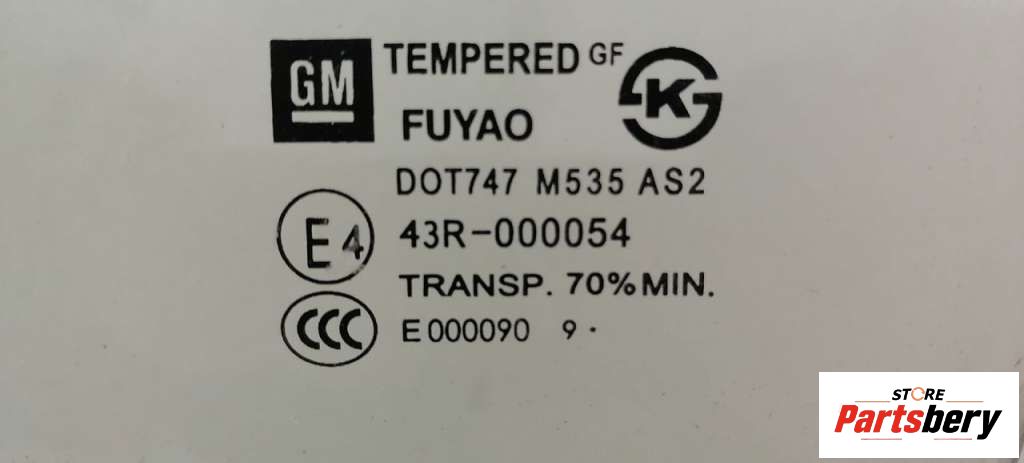 GM TEMPERED GF K
FUYAO
DOT747 M535 AS2
E4 43R-000054
TRANSP. 70%MIN.
CCC E000090 9 .
STORE
Partsbery